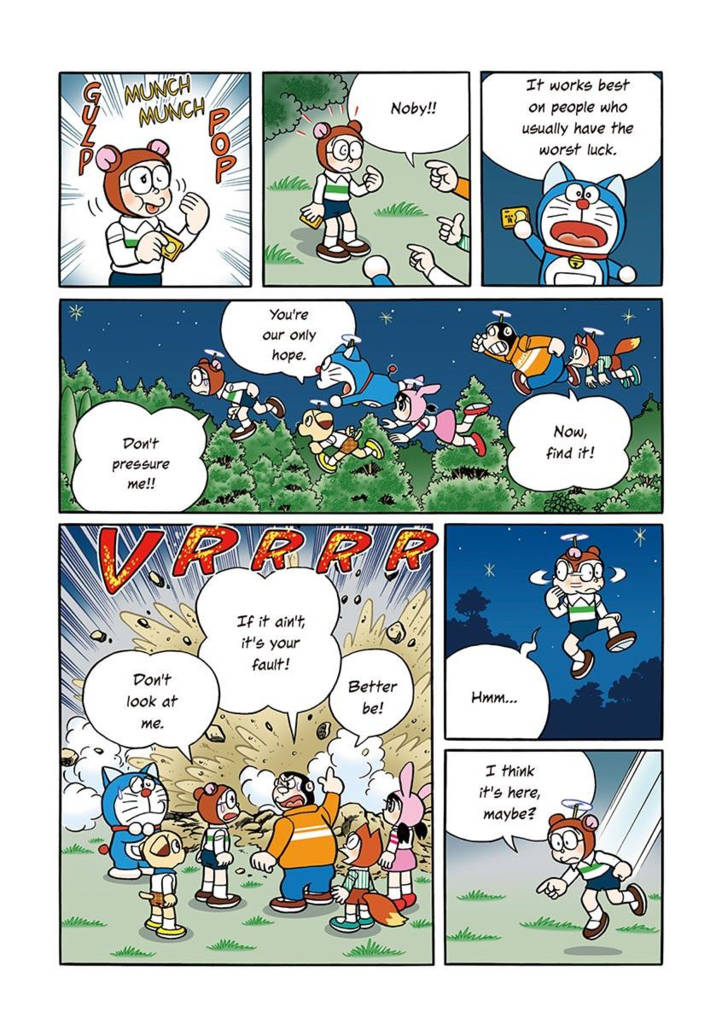 It works best
on people who
usually have the
worst luck.
Noby!!
POP
MUNCH
MUNCH
GULP
Now,
find it!
You're
our only
hope.
Don't
pressure
me!!
Hmm...
I think
it's here,
maybe?
VRRRR
Better
be!
If it ain't,
it's your
fault!
Don't
look at
me.